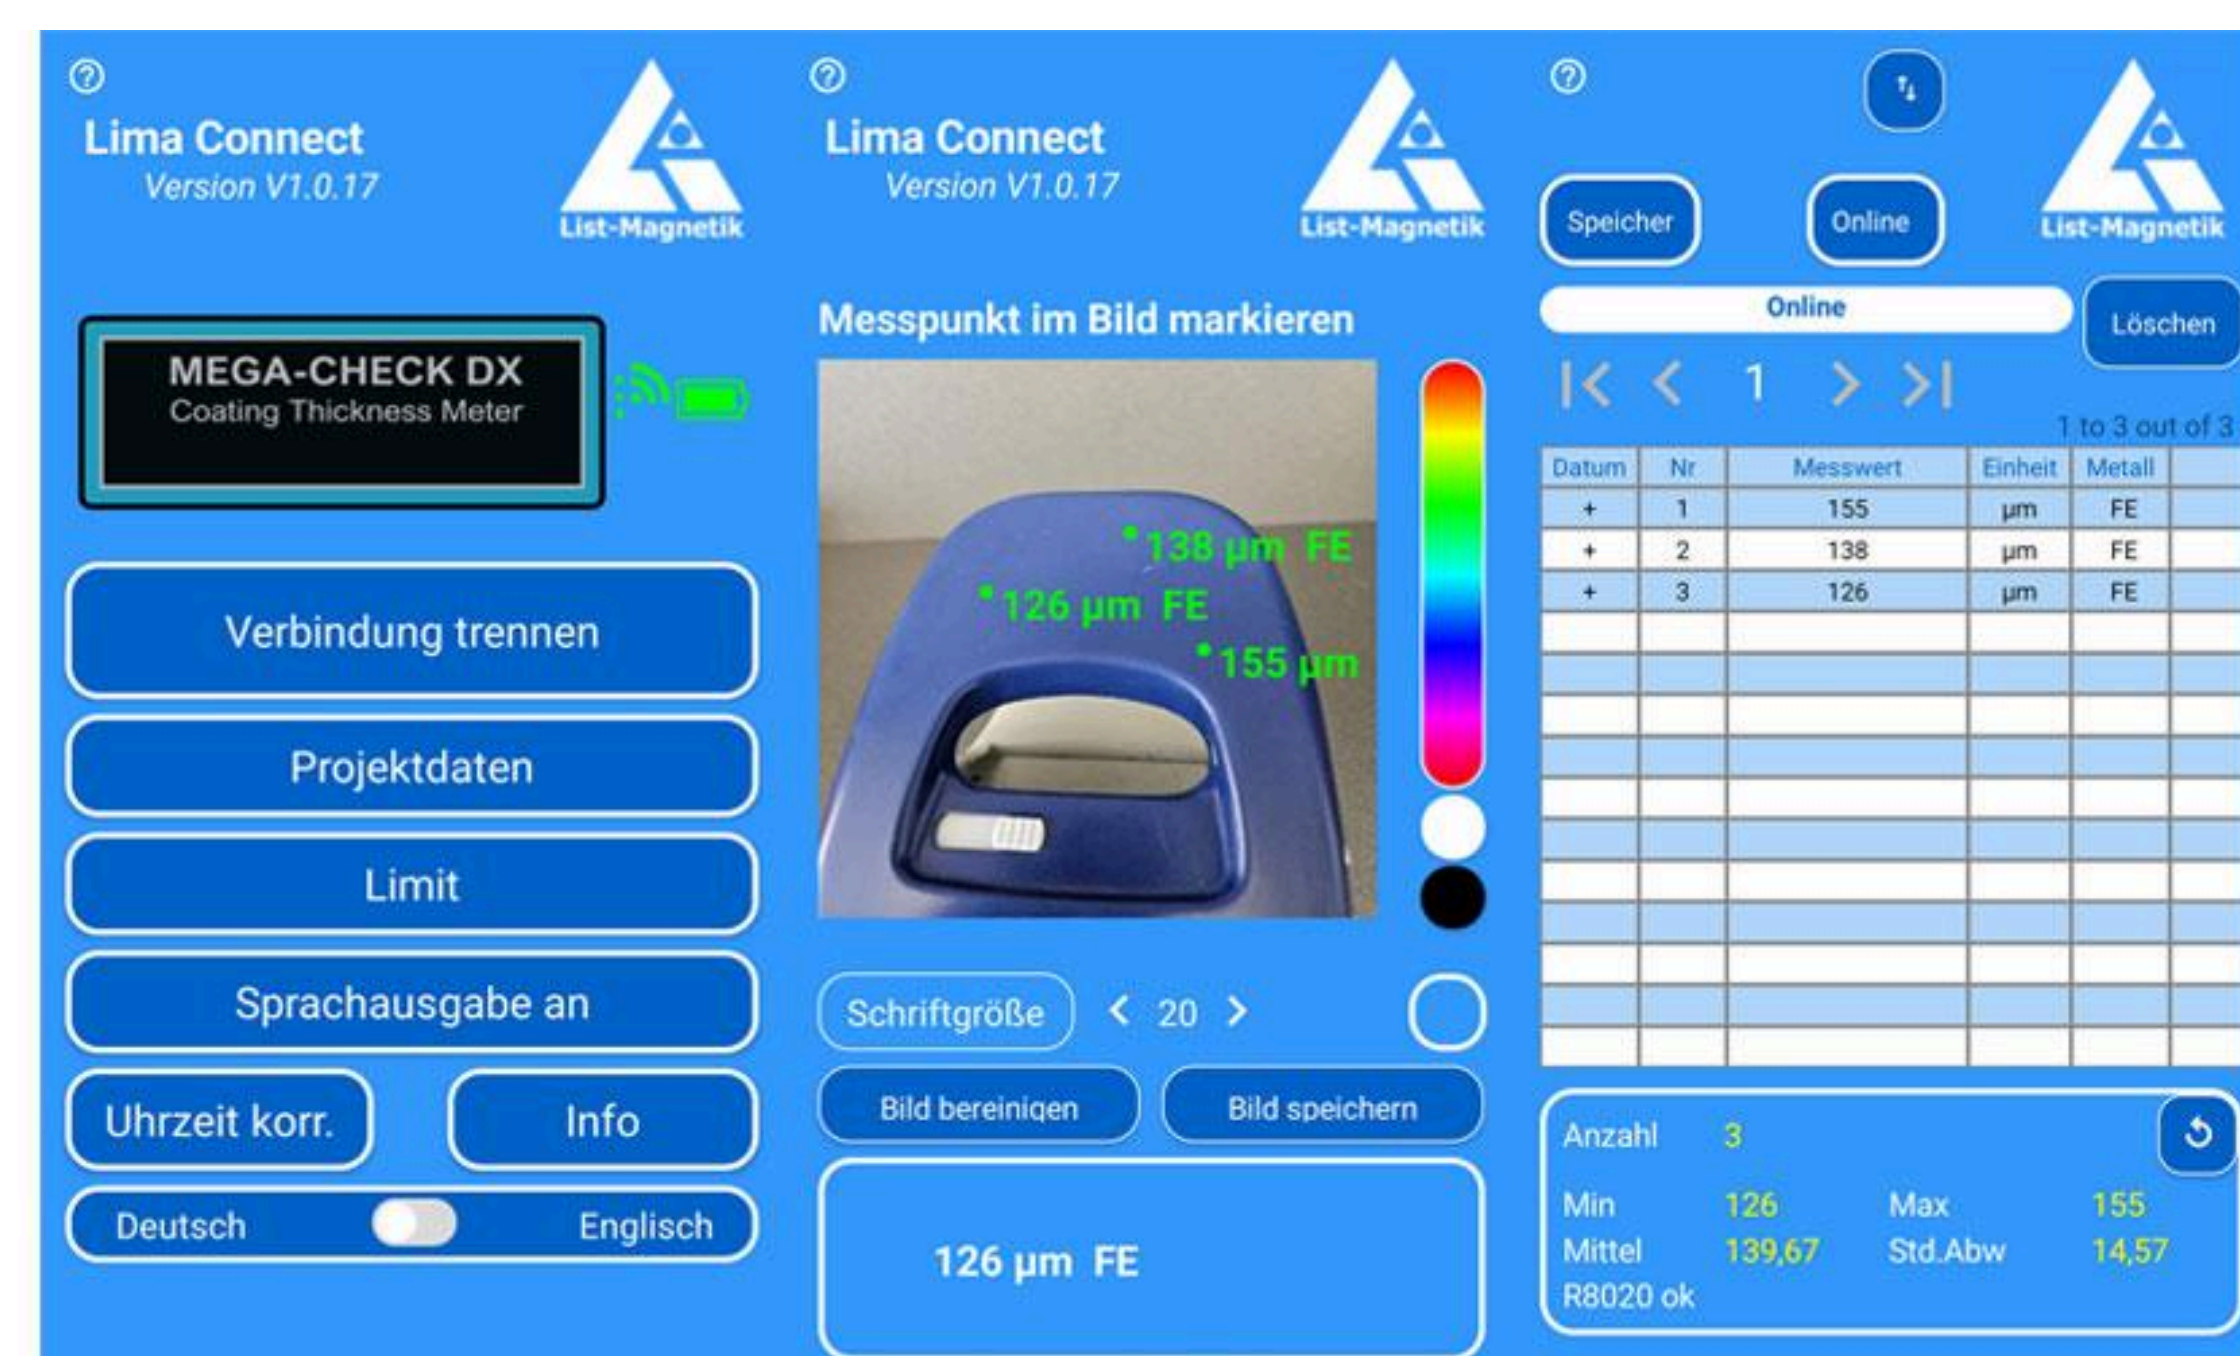 Lima Connect
Version V1.0.17
List-Magnetik
MEGA-CHECK DX
Coating Thickness Meter
Verbindung trennen
Projektdaten
Limit
Sprachausgabe an
Uhrzeit korr.
Info
Deutsch
Englisch
Lima Connect
Version V1.0.17
List-Magnetik
Messpunkt im Bild markieren
138 µm FE
126 µm FE
155 µm
Schriftgröße
< 20 >
Bild bereinigen
Bild speichern
126 µm FE
List-Magnetik
Speicher
Online
Online
Löschen
1
1 to 3 out of 3
Datum Nr Messwert Einheit Metall
+ 1 155 µm FE
+ 2 138 µm FE
+ 3 126 µm FE
Anzahl 3
Min 126 Max 155
Mittel 139,67 Std.Abw 14,57
R8020 ok